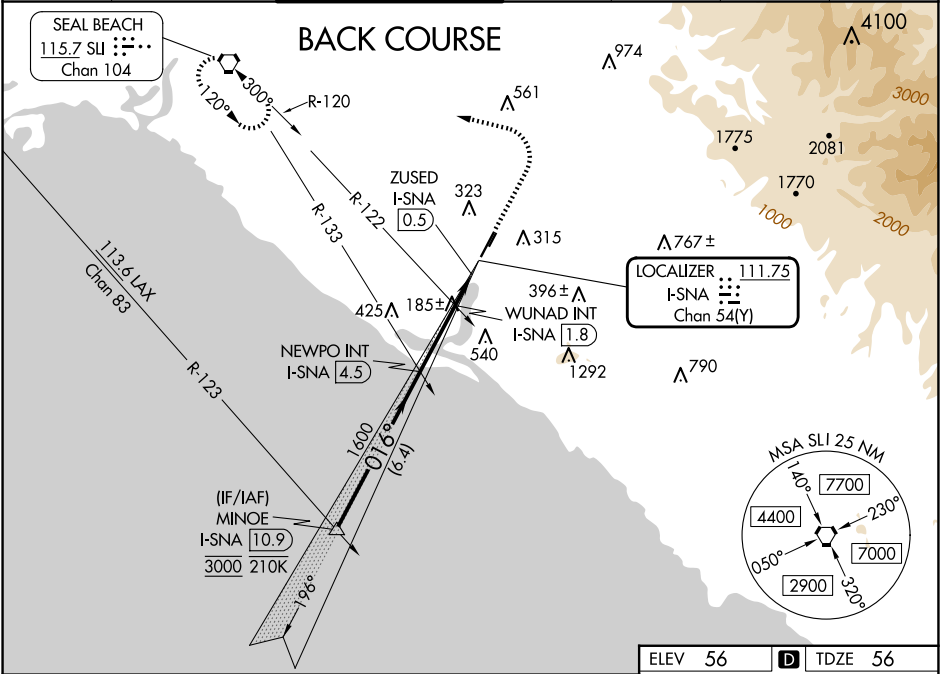 BACK COURSE
SEAL BEACH
115.7 SLI
Chan 104
4100
974
3000
561
300°
R-120
120°
1775
2081
ZUSED
I-SNA
0.5
323
1770
R-122
R-133
1000
2000
315
767 ±
113.6 LAX
Chan 83
LOCALIZER 111.75
I-SNA
Chan 54(Y)
396 ±
425
185±
WUNAD INT
I-SNA 1.8
540
NEWPO INT
I-SNA 4.5
1292
790
R-123
1600
016°
(6.4)
MSA SLI 25 NM
140°
7700
(IF/IAF)
MINOE
I-SNA 10.9
3000 210K
4400
230°
050°
7000
2900
320°
196°
ELEV 56 D TDZE 56